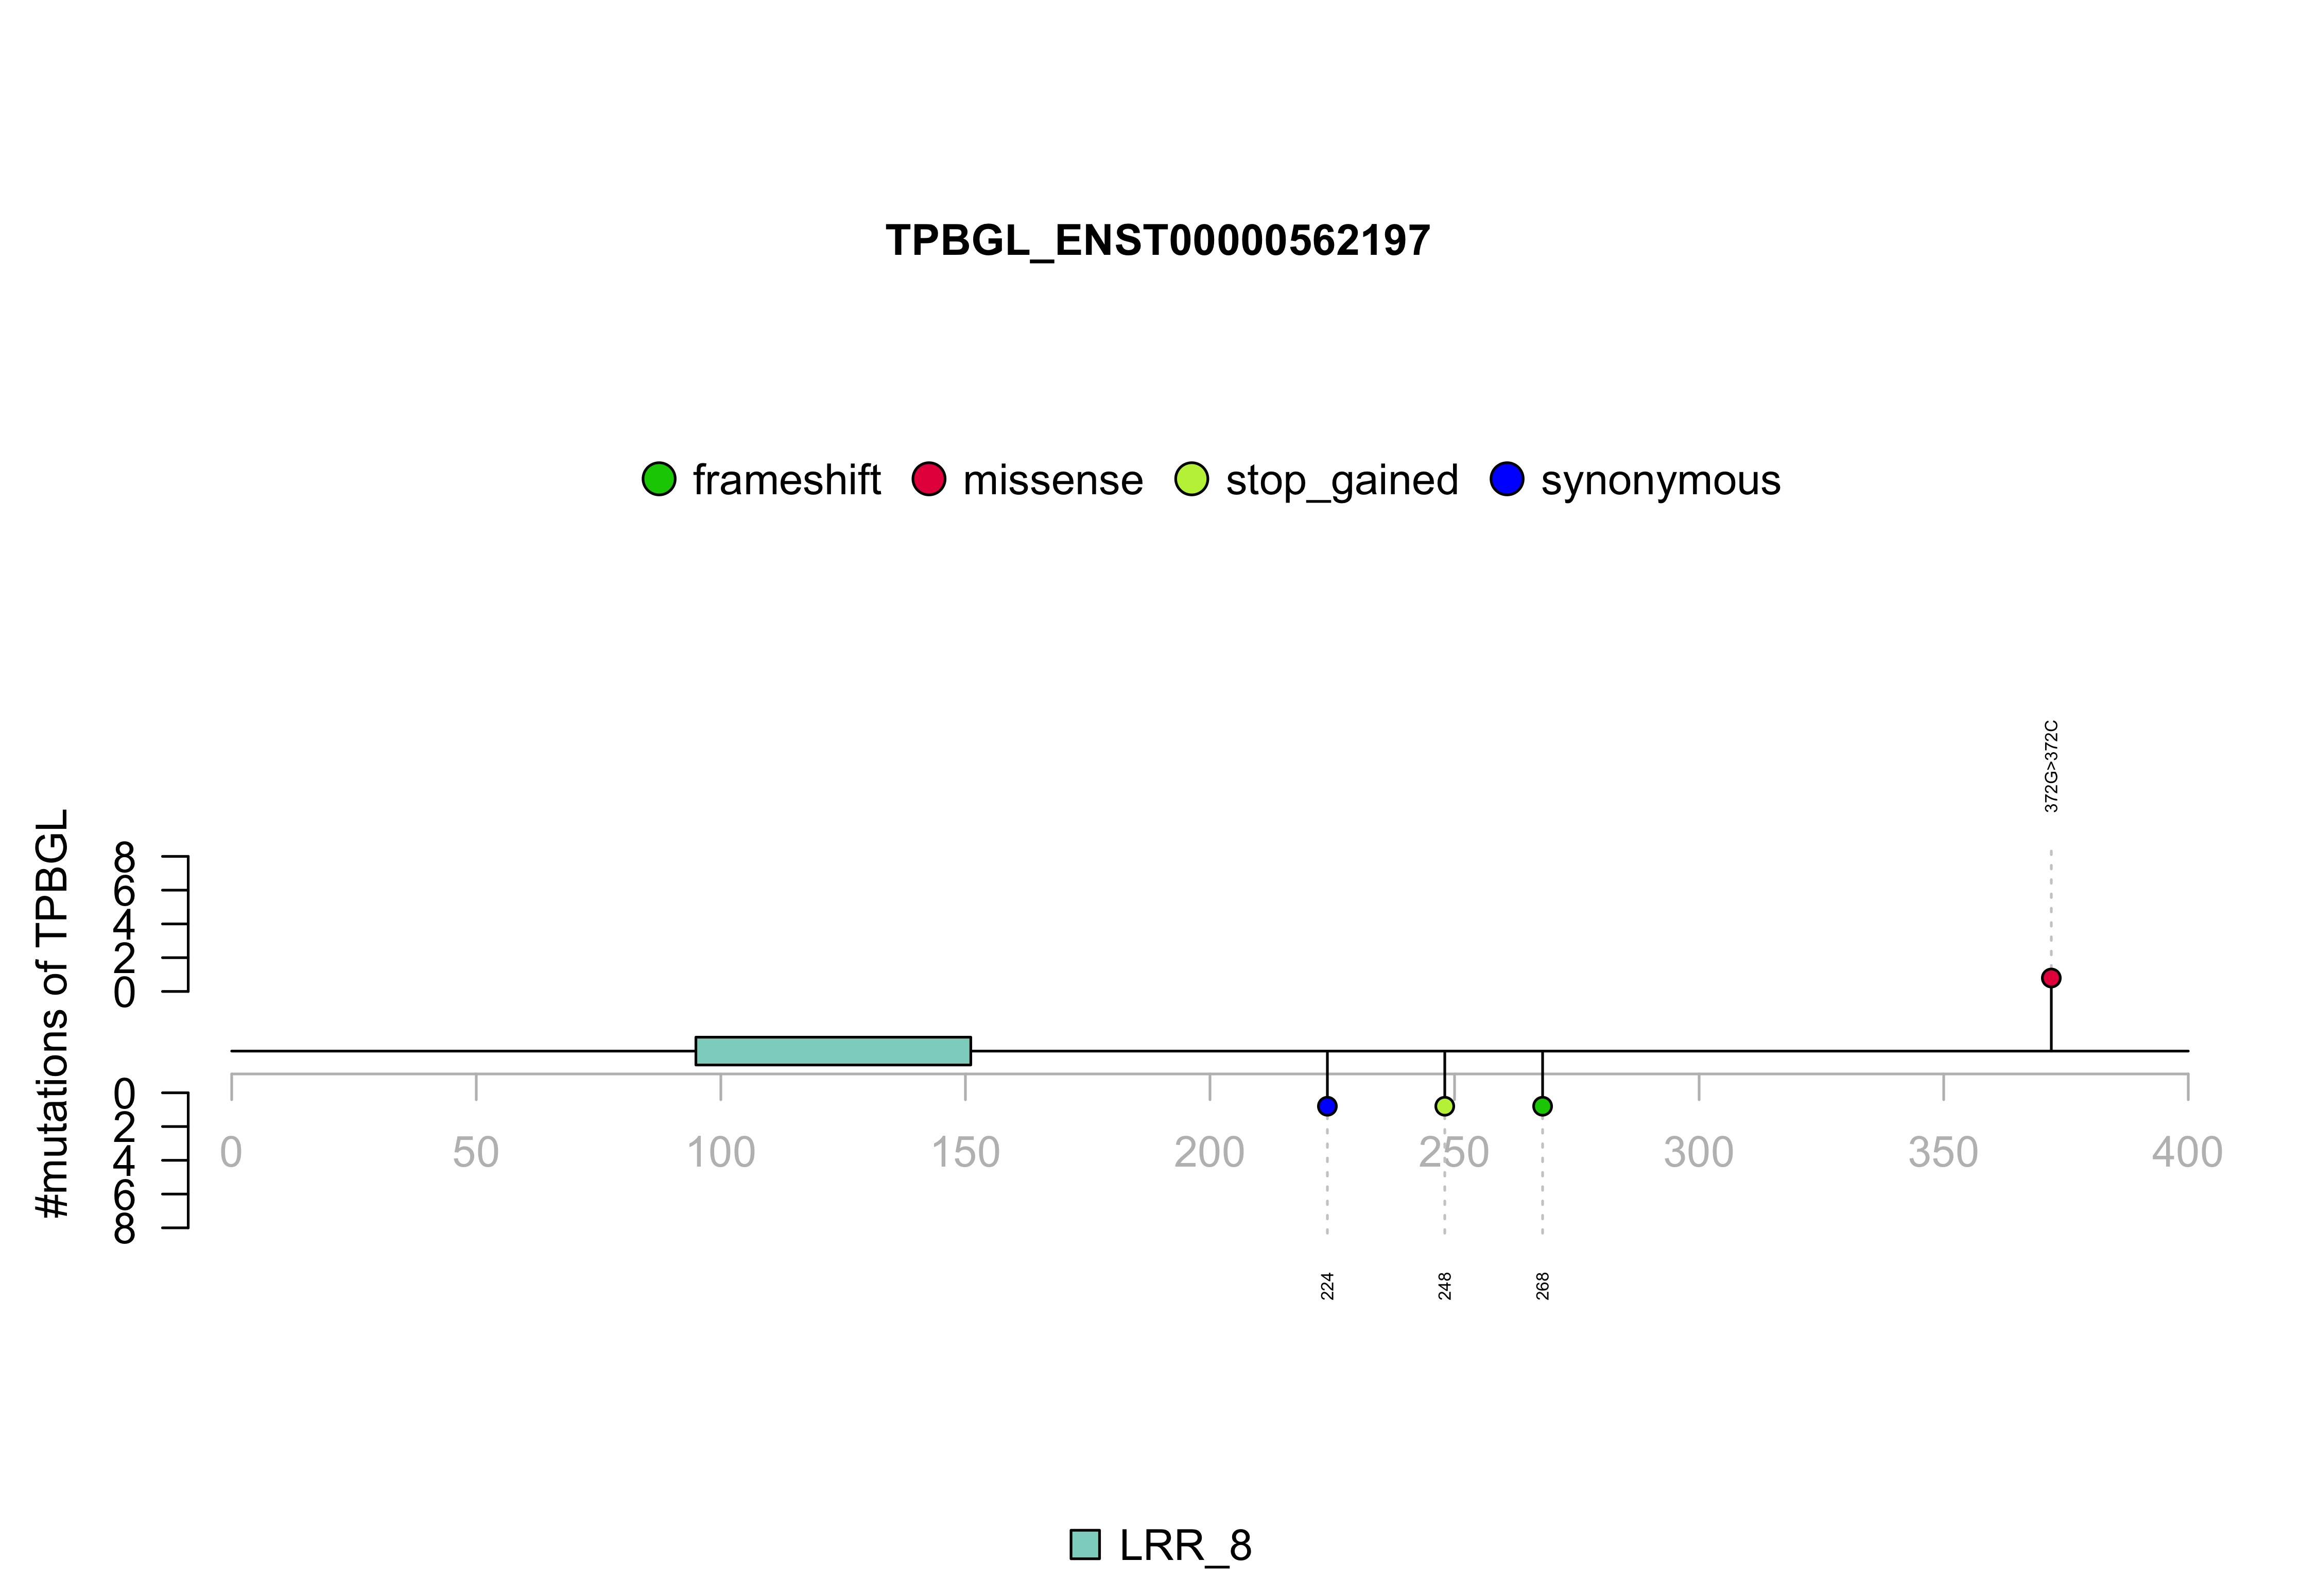 TPBGL_ENST00000562197
frameshift missense stop_gained synonymous
372G>372C
#mutations of TPBGL
8
6
4
2
0
0
2
4
6
8
0 50 100 150 200 250 300 350 400
224 248 268
LRR_8